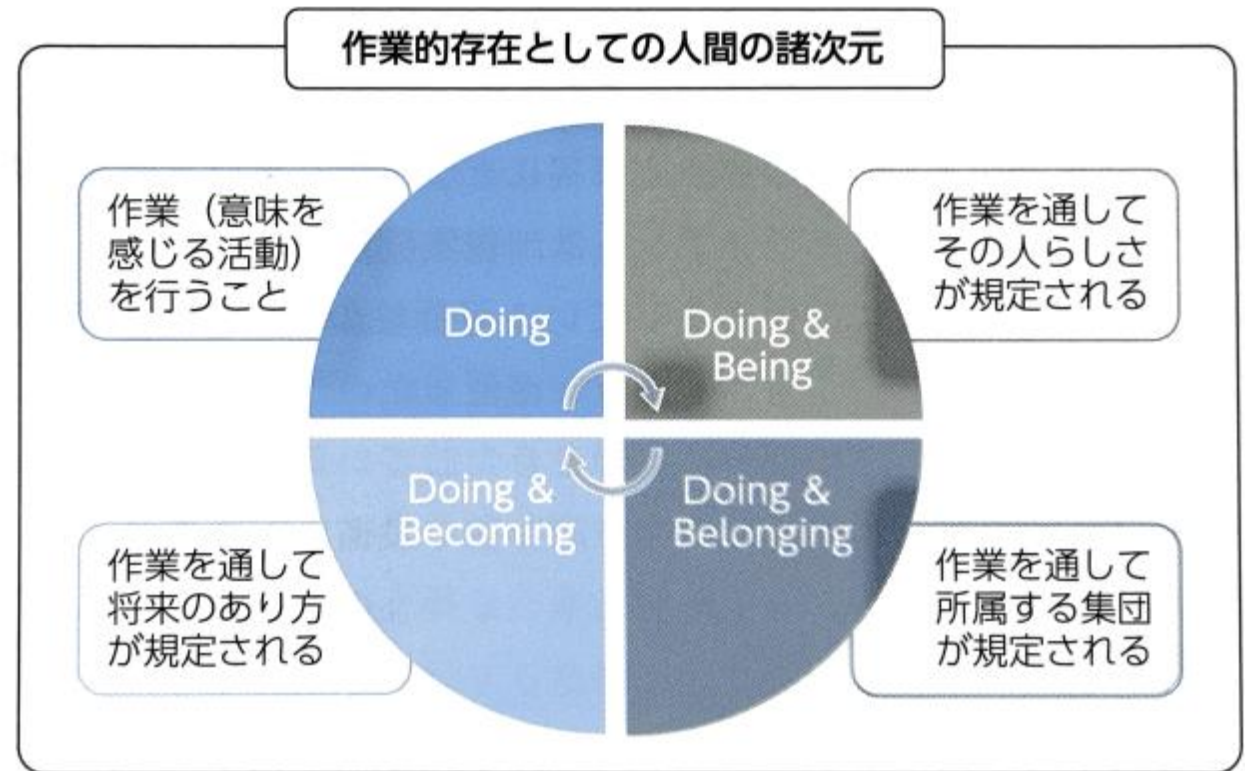 作業的存在としての人間の諸次元
作業（意味を
感じる活動）
を行うこと
Doing
Doing &
Being
作業を通して
その人らしさ
が規定される
Doing &
Becoming
作業を通して
将来のあり方
が規定される
Doing &
Belonging
作業を通して
所属する集団
が規定される